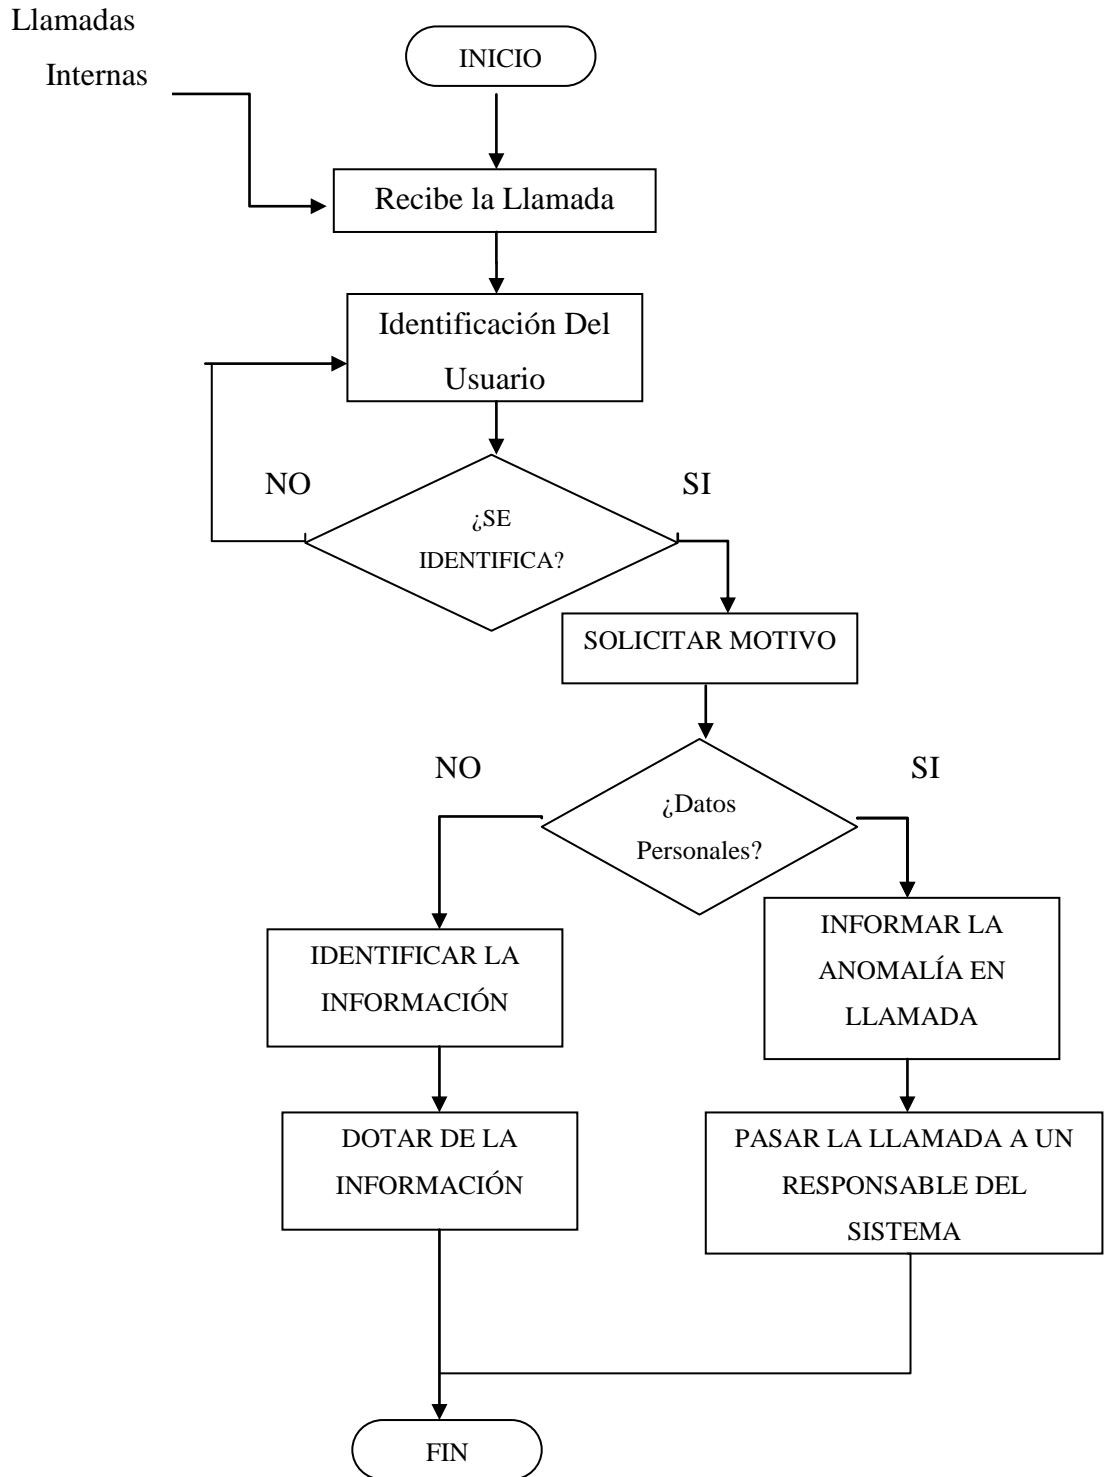 Llamadas
Internas
INICIO
Recibe la Llamada
Identificación Del
Usuario
NO
SI
¿SE
IDENTIFICA?
SOLICITAR MOTIVO
NO
SI
¿Datos
Personales?
IDENTIFICAR LA
INFORMACIÓN
INFORMAR LA
ANOMALÍA EN
LLAMADA
DOTAR DE LA
INFORMACIÓN
PASAR LA LLAMADA A UN
RESPONSABLE DEL
SISTEMA
FIN